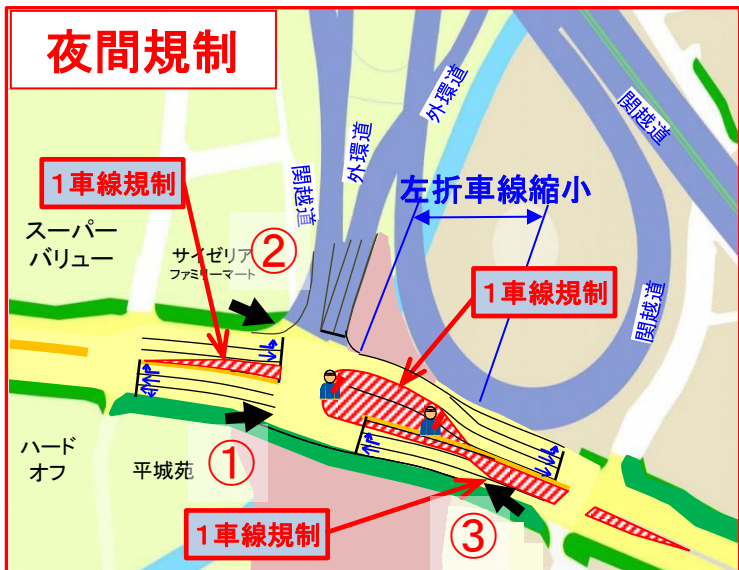 夜間規制
外環道
関越道
関越道
外環道
左折車線縮小
1車線規制
スーパー
バリュー
サイゼリア
ファミリーマート
②
1車線規制
関越道
ハード
オフ
平城苑
①
1車線規制
③